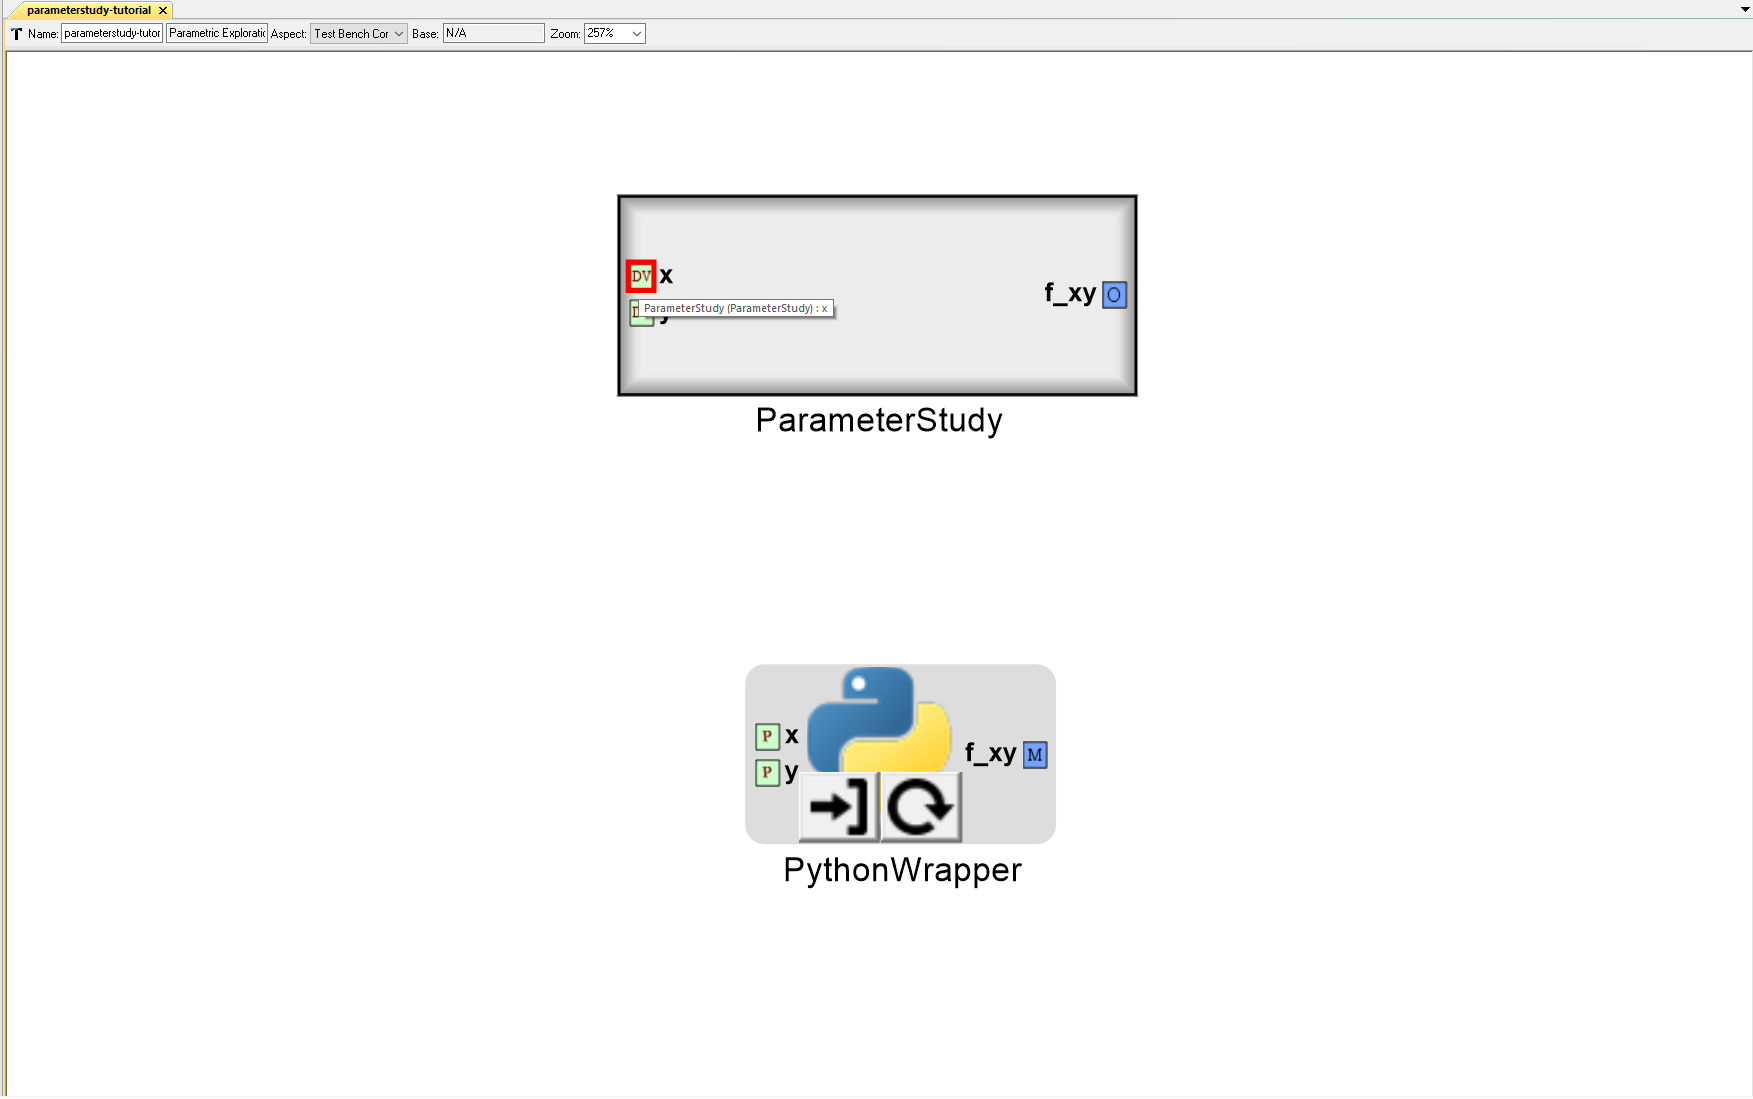 parameterstudy-tutorial
Name: parameterstudy-tutor Parametric Exploratic Aspect: Test Bench Cor Base: N/A Zoom: 257%
DV x
ParameterStudy (ParameterStudy) : x
y
f_xy O
ParameterStudy
P x
P y
f_xy M
PythonWrapper